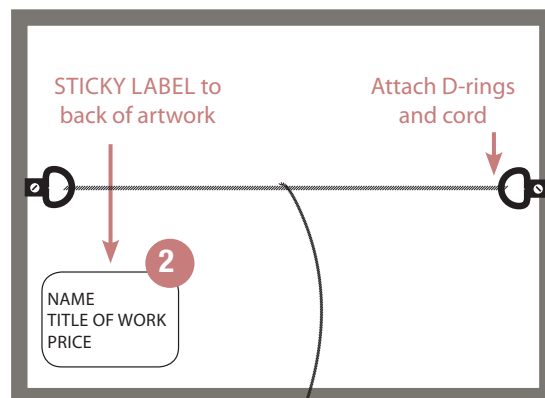 STICKY LABEL to
back of artwork
Attach D-rings
and cord
2
NAME
TITLE OF WORK
PRICE